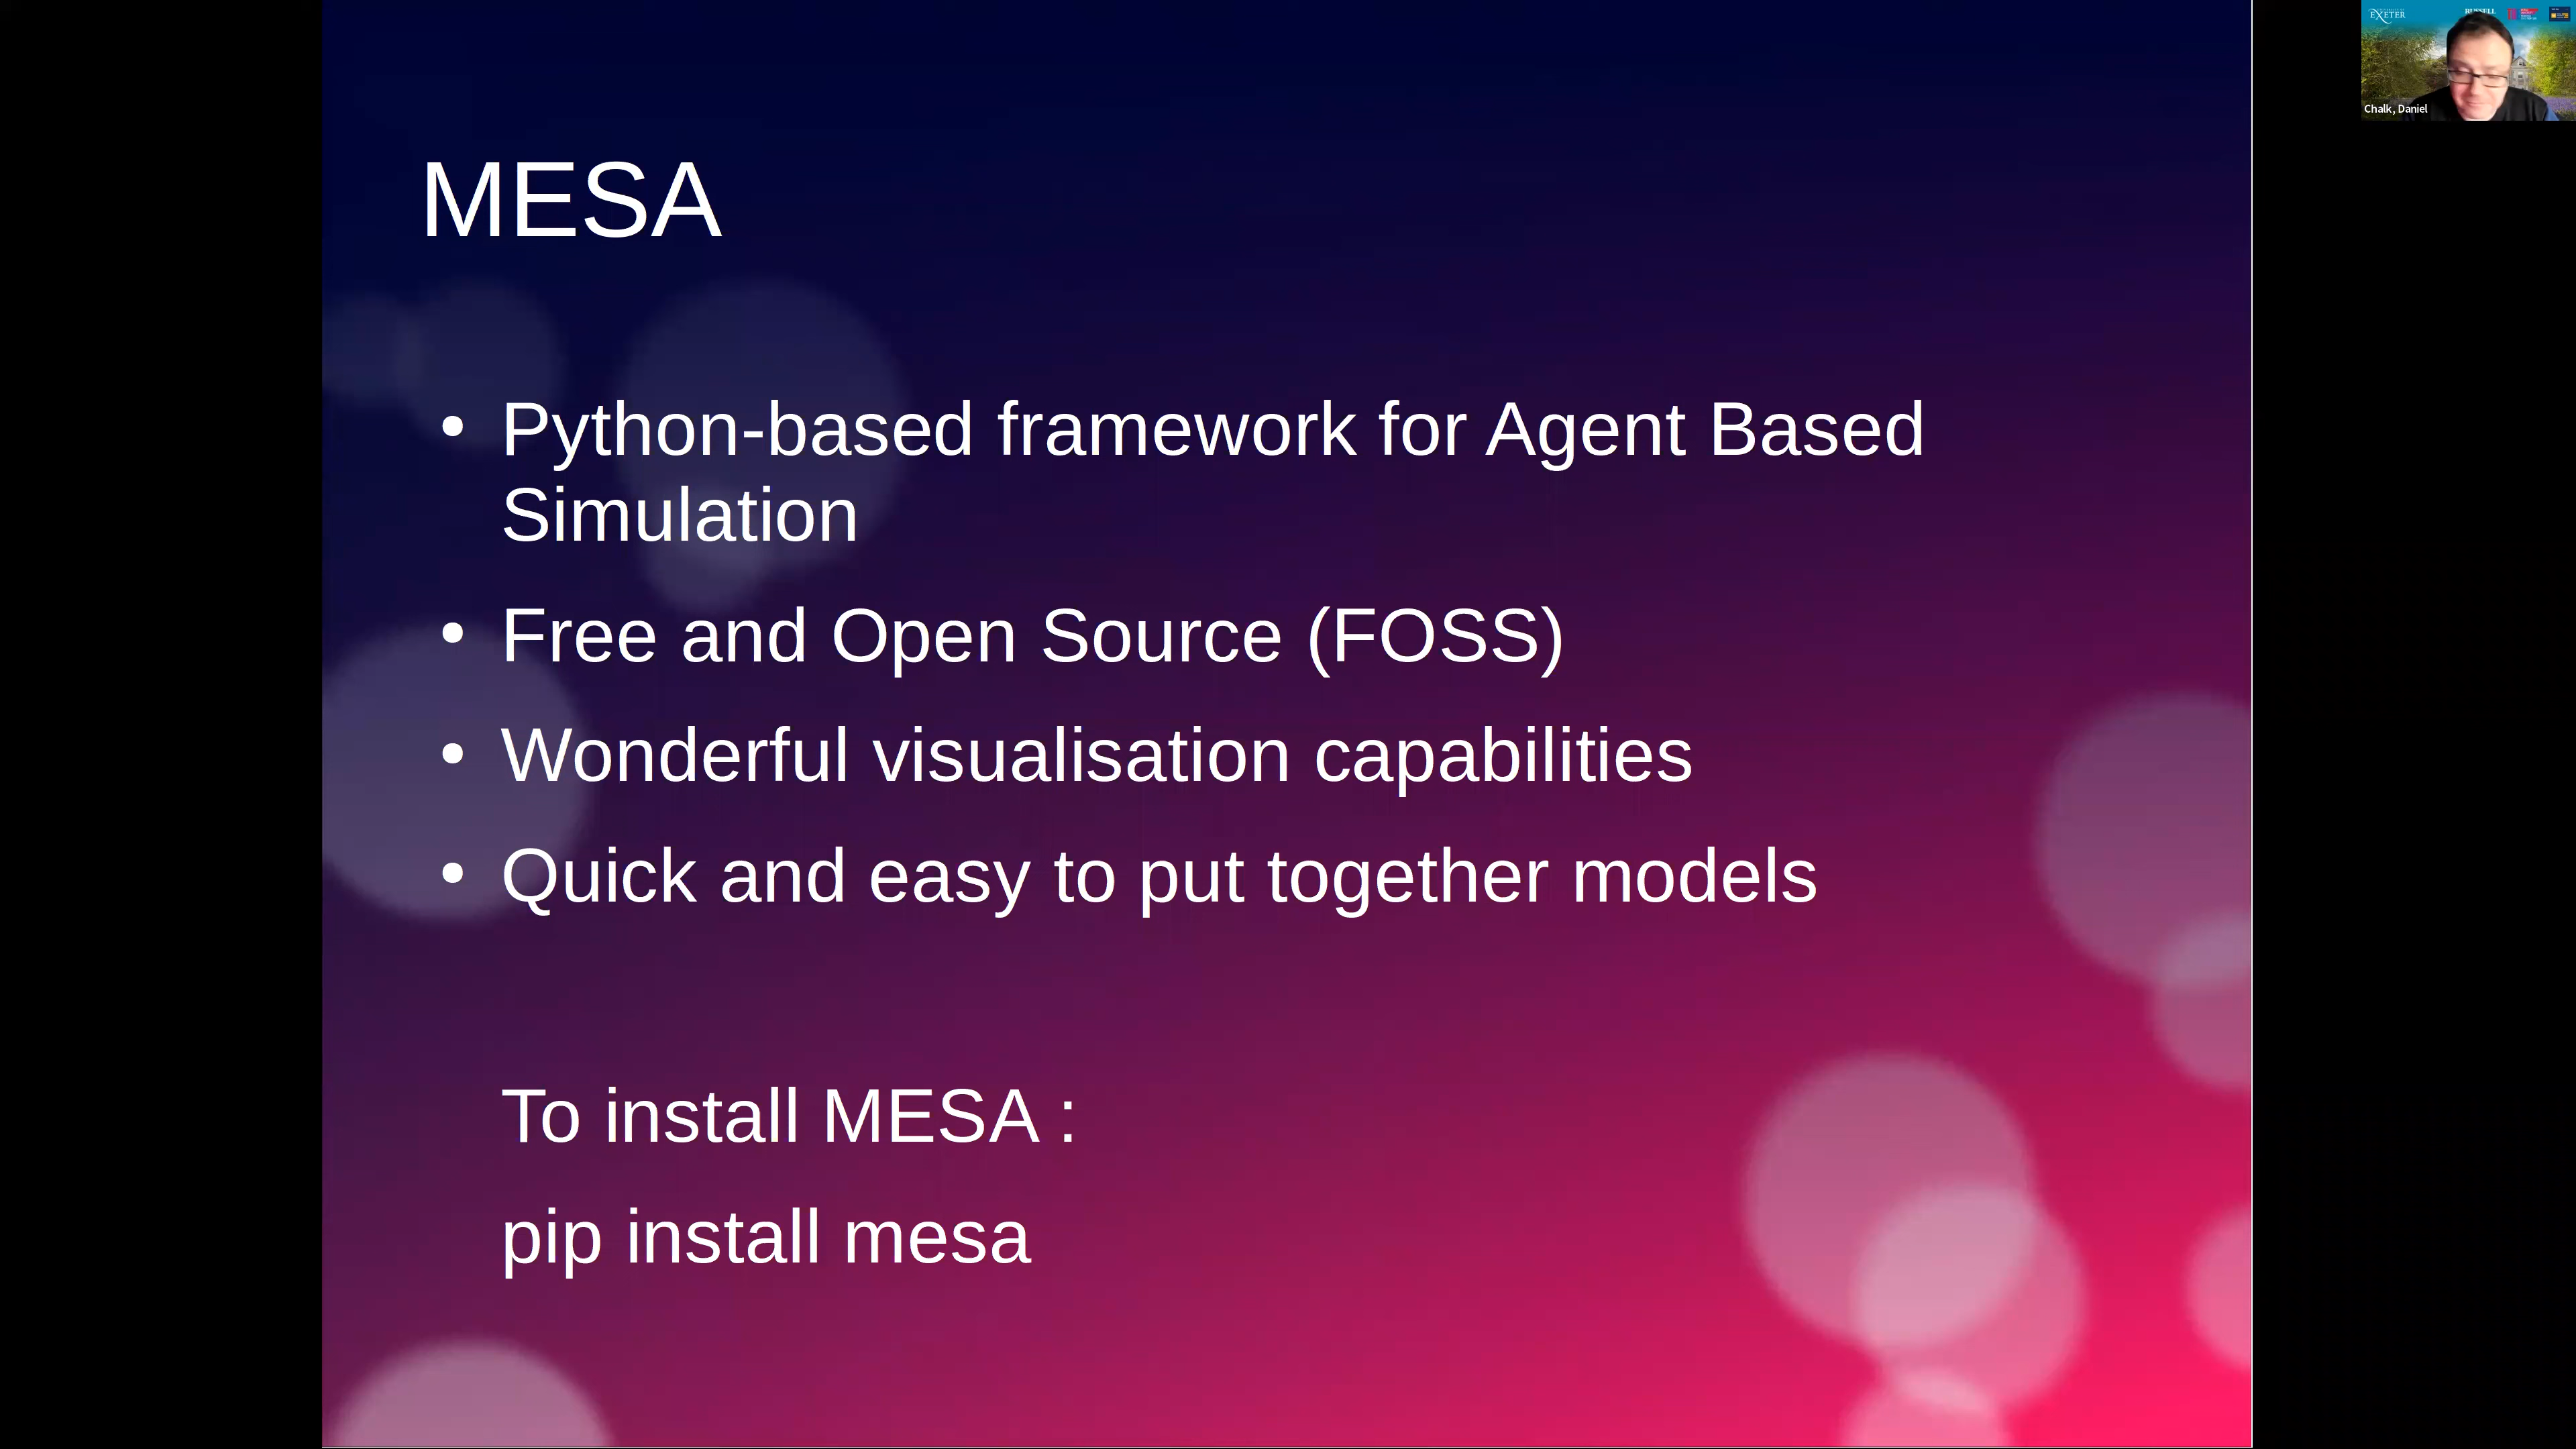 MESA
• Python-based framework for Agent Based
Simulation
• Free and Open Source (FOSS)
• Wonderful visualisation capabilities
• Quick and easy to put together models
To install MESA :
pip install mesa
EXETER
Chalk, Daniel